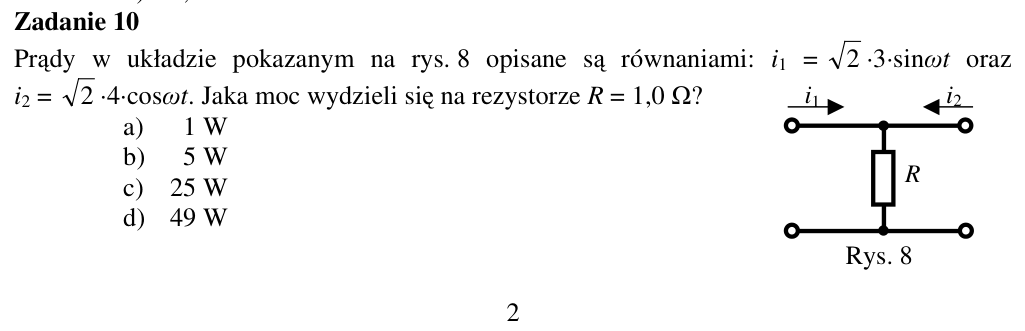 Zadanie 10
Prądy w układzie pokazanym na rys. 8 opisane są równaniami: i₁ = √2 ·3·sinωt oraz
i₂ = √2 ·4·cosωt. Jaka moc wydzieli się na rezystorze R = 1,0 Ω?
i₁ i₂
a) 1 W
b) 5 W
c) 25 W
R
d) 49 W
Rys. 8
2